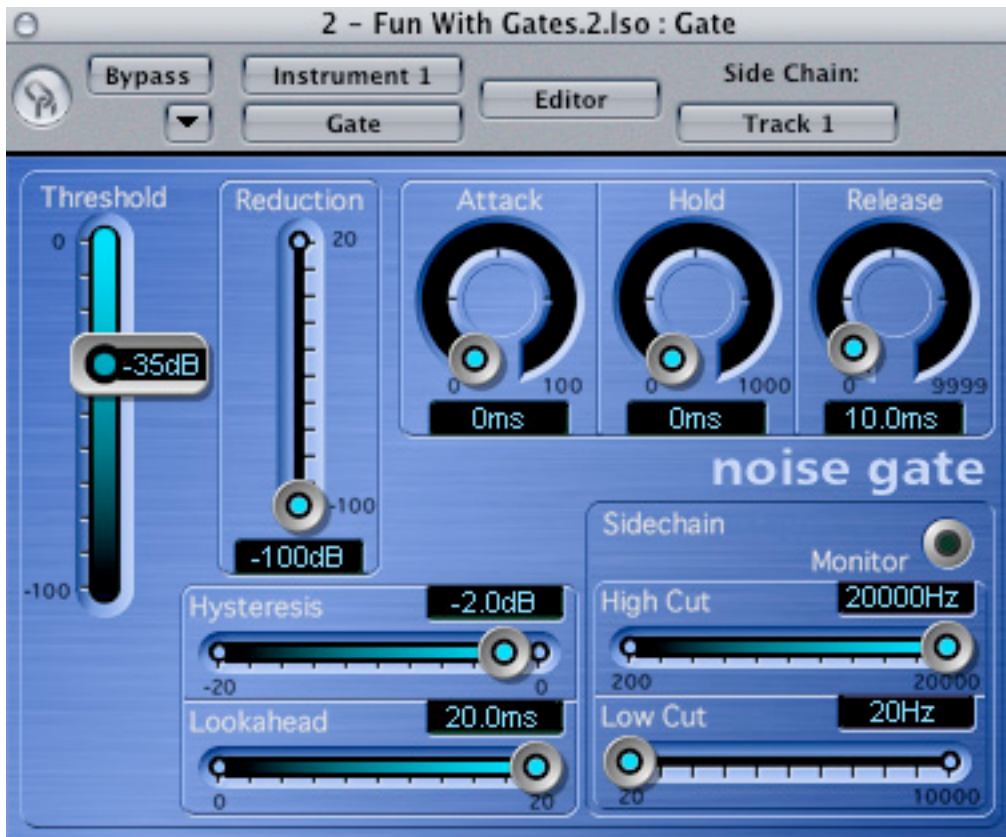 2 - Fun With Gates.2.lso : Gate
Bypass
Instrument 1
Gate
Editor
Side Chain:
Track 1
Threshold
0
-35dB
-100
Reduction
20
-100
-100dB
Attack
0 100
0ms
Hold
0 1000
0ms
Release
0 9999
10.0ms
noise gate
Hysteresis
-2.0dB
-20 0
Lookahead
20.0ms
0 20
Sidechain
Monitor
High Cut
20000Hz
200 20000
Low Cut
20Hz
20 10000